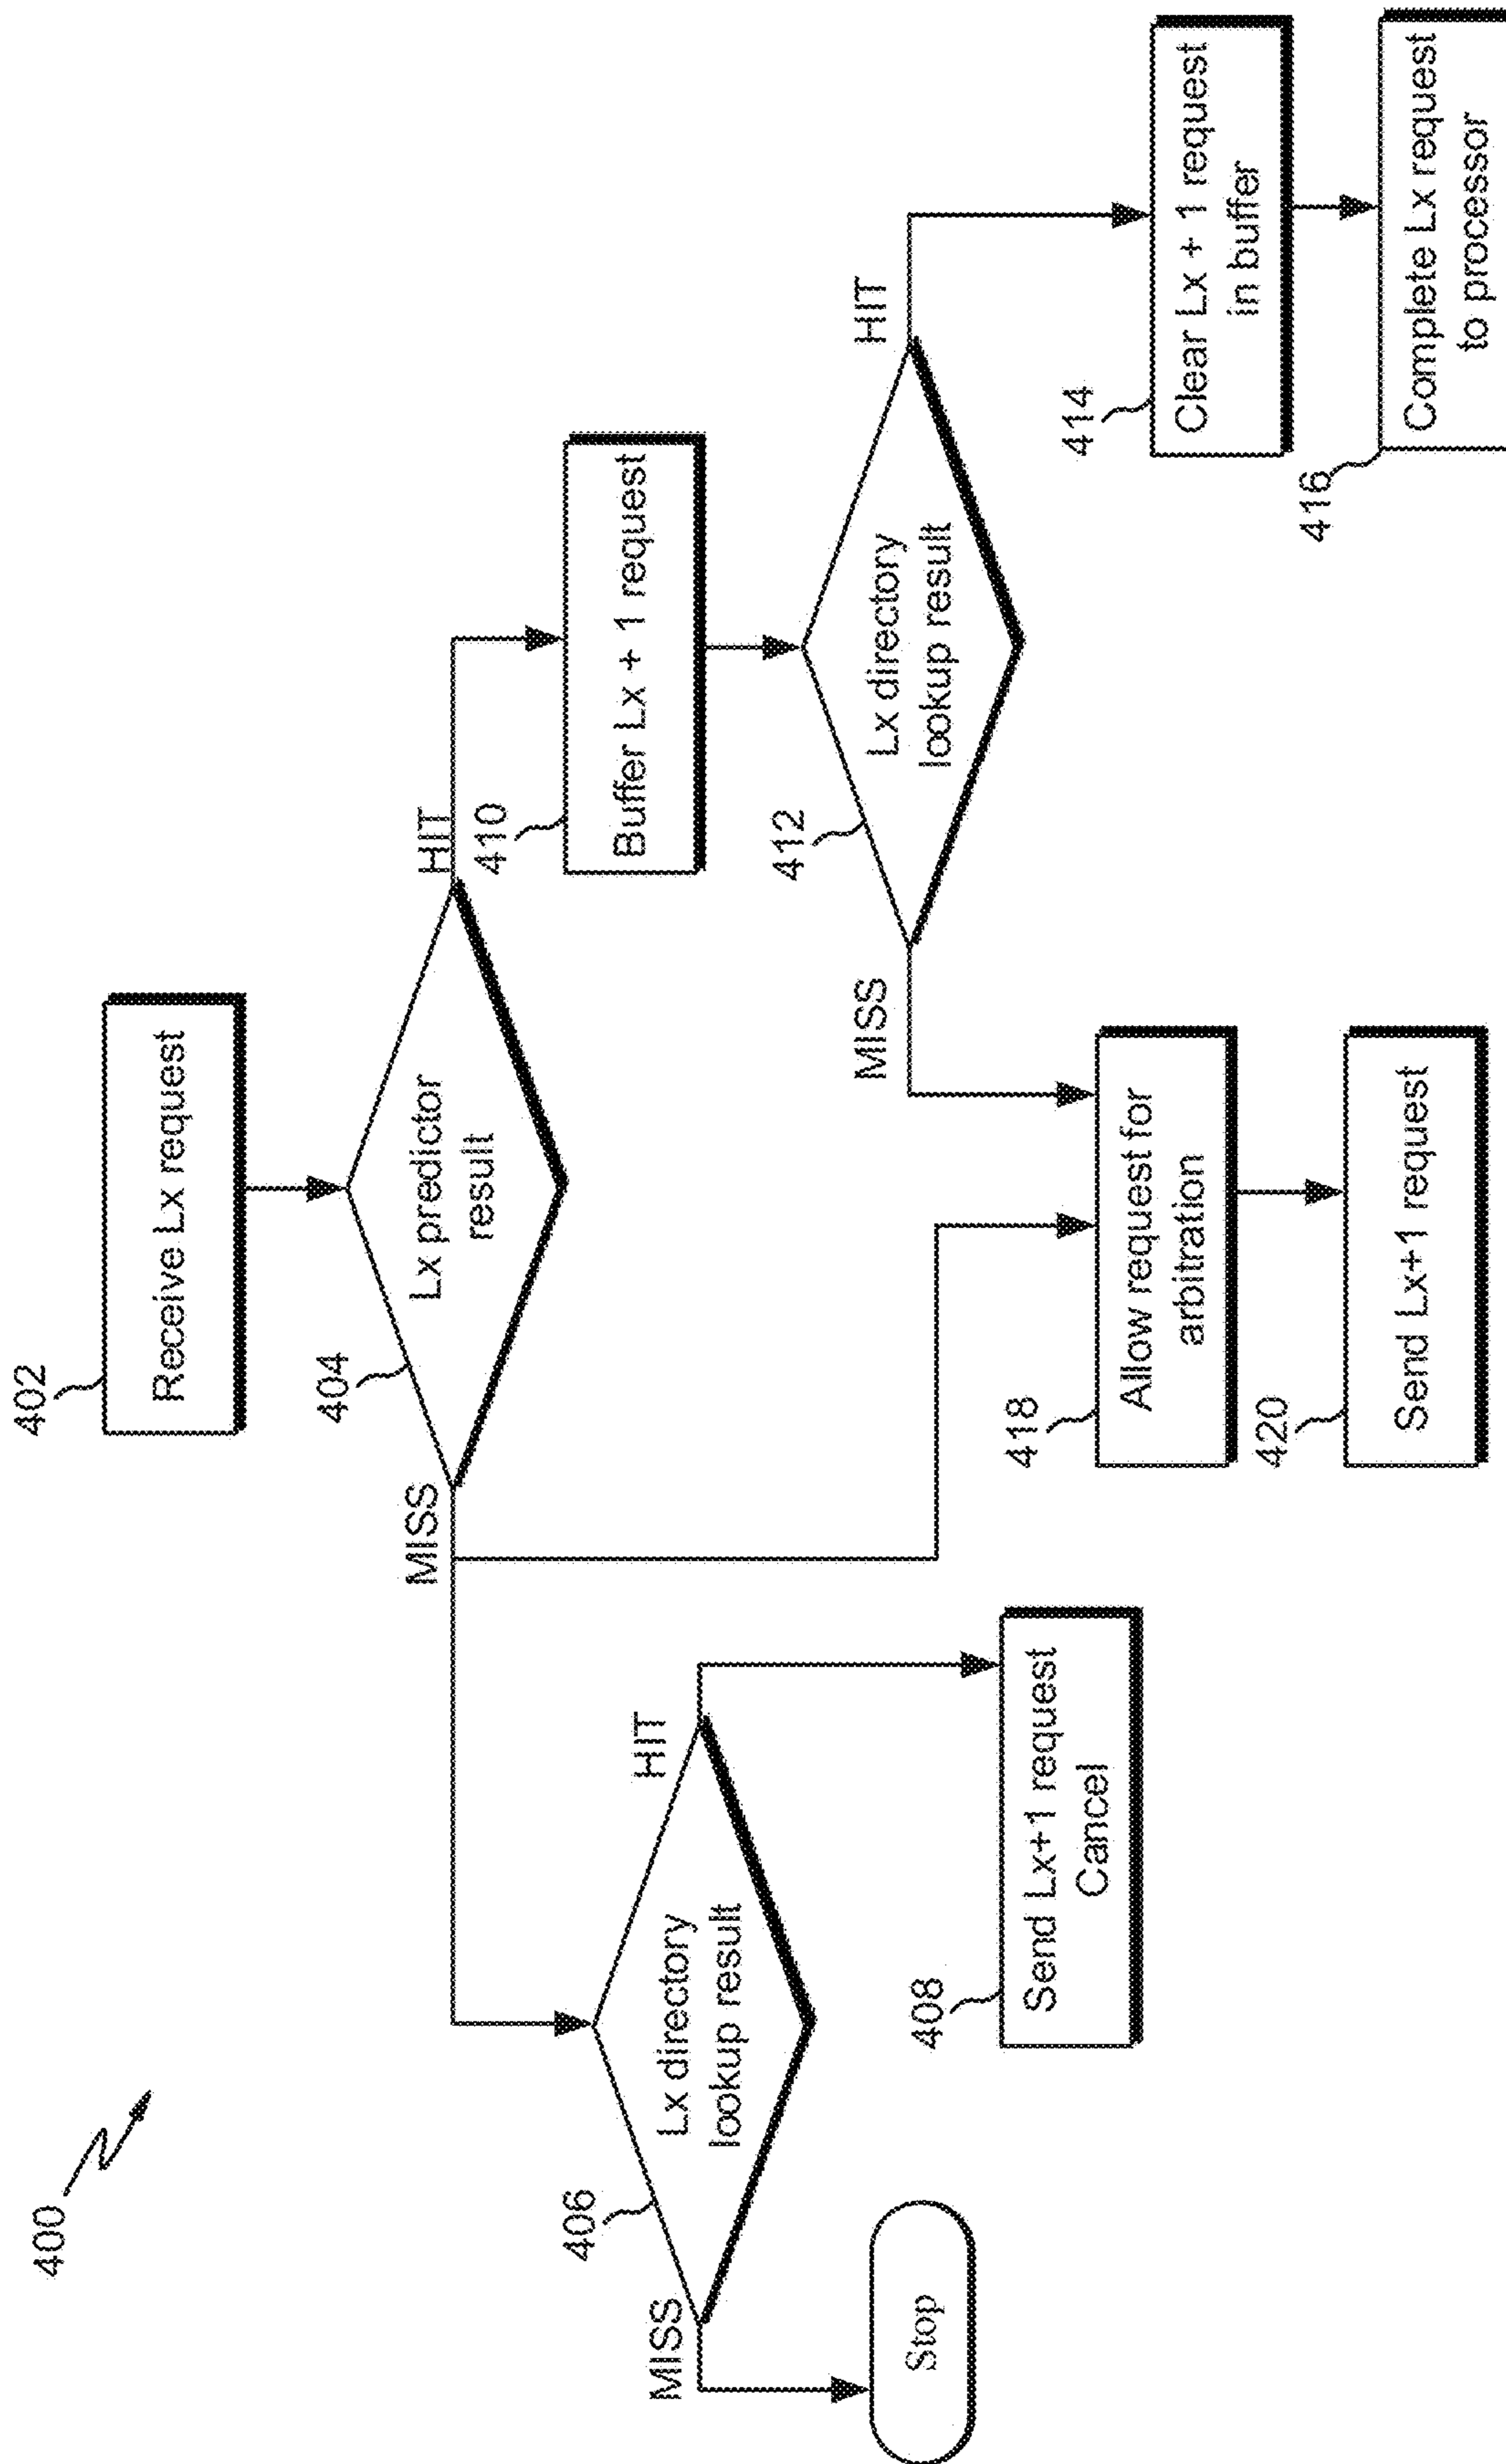 400
402
Receive Lx request
404
Lx predictor
result
MISS
HIT
410
Buffer Lx + 1 request
406
Lx directory
lookup result
MISS
HIT
Stop
408
Send Lx+1 request
Cancel
412
Lx directory
lookup result
MISS
HIT
418
Allow request for
arbitration
420
Send Lx+1 request
414
Clear Lx + 1 request
in buffer
416
Complete Lx request
to processor